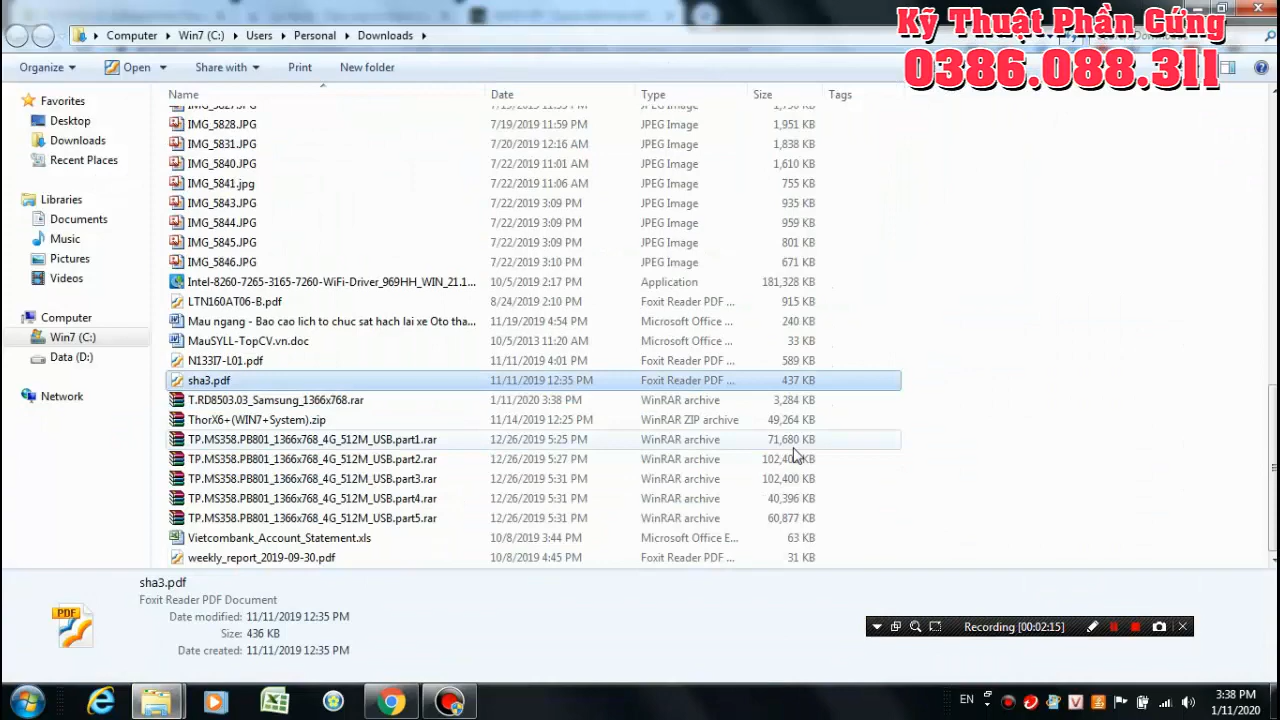 Kỹ Thuật Phần Cứng
0386.088.311
Computer Win7 (C:) Users Personal Downloads
Organize Open Share with Print New folder
Name Date Type Size Tags
IMG_5828.JPG 7/19/2019 11:59 PM JPEG Image 1,951 KB
IMG_5831.JPG 7/20/2019 12:16 AM JPEG Image 1,838 KB
IMG_5840.JPG 7/22/2019 11:01 AM JPEG Image 1,610 KB
IMG_5841.jpg 7/22/2019 11:06 AM JPEG Image 755 KB
IMG_5843.JPG 7/22/2019 3:09 PM JPEG Image 935 KB
IMG_5844.JPG 7/22/2019 3:09 PM JPEG Image 959 KB
IMG_5845.JPG 7/22/2019 3:09 PM JPEG Image 801 KB
IMG_5846.JPG 7/22/2019 3:10 PM JPEG Image 671 KB
Intel-8260-7265-3165-7260-WiFi-Driver_969HH_WIN_21.1... 10/5/2019 2:17 PM Application 181,328 KB
LTN160AT06-B.pdf 8/24/2019 2:10 PM Foxit Reader PDF ... 915 KB
Mau ngang - Bao cao lich to chuc sat hach lai xe Oto tha... 11/19/2019 4:54 PM Microsoft Office ... 240 KB
MauSYLL-TopCV.vn.doc 10/5/2013 11:20 AM Microsoft Office ... 33 KB
N133I7-L01.pdf 11/11/2019 4:01 PM Foxit Reader PDF ... 589 KB
sha3.pdf 11/11/2019 12:35 PM Foxit Reader PDF ... 437 KB
T.RD8503.03_Samsung_1366x768.rar 1/11/2020 3:38 PM WinRAR archive 3,284 KB
ThorX6+(WIN7+System).zip 11/14/2019 12:25 PM WinRAR ZIP archive 49,264 KB
TP.MS358.PB801_1366x768_4G_512M_USB.part1.rar 12/26/2019 5:25 PM WinRAR archive 71,680 KB
TP.MS358.PB801_1366x768_4G_512M_USB.part2.rar 12/26/2019 5:27 PM WinRAR archive
TP.MS358.PB801_1366x768_4G_512M_USB.part3.rar 12/26/2019 5:31 PM WinRAR archive 102,400 KB
TP.MS358.PB801_1366x768_4G_512M_USB.part4.rar 12/26/2019 5:31 PM WinRAR archive 40,396 KB
TP.MS358.PB801_1366x768_4G_512M_USB.part5.rar 12/26/2019 5:31 PM WinRAR archive 60,877 KB
Vietcombank_Account_Statement.xls 10/8/2019 3:44 PM Microsoft Office E... 63 KB
weekly_report_2019-09-30.pdf 10/8/2019 4:45 PM Foxit Reader PDF ... 31 KB
Favorites
Desktop
Downloads
Recent Places
Libraries
Documents
Music
Pictures
Videos
Computer
Win7 (C:)
Data (D:)
Network
sha3.pdf
Foxit Reader PDF Document
Date modified: 11/11/2019 12:35 PM
Size: 436 KB
Date created: 11/11/2019 12:35 PM
PDF
Recording [00:02:15]
EN
3:38 PM
1/11/2020